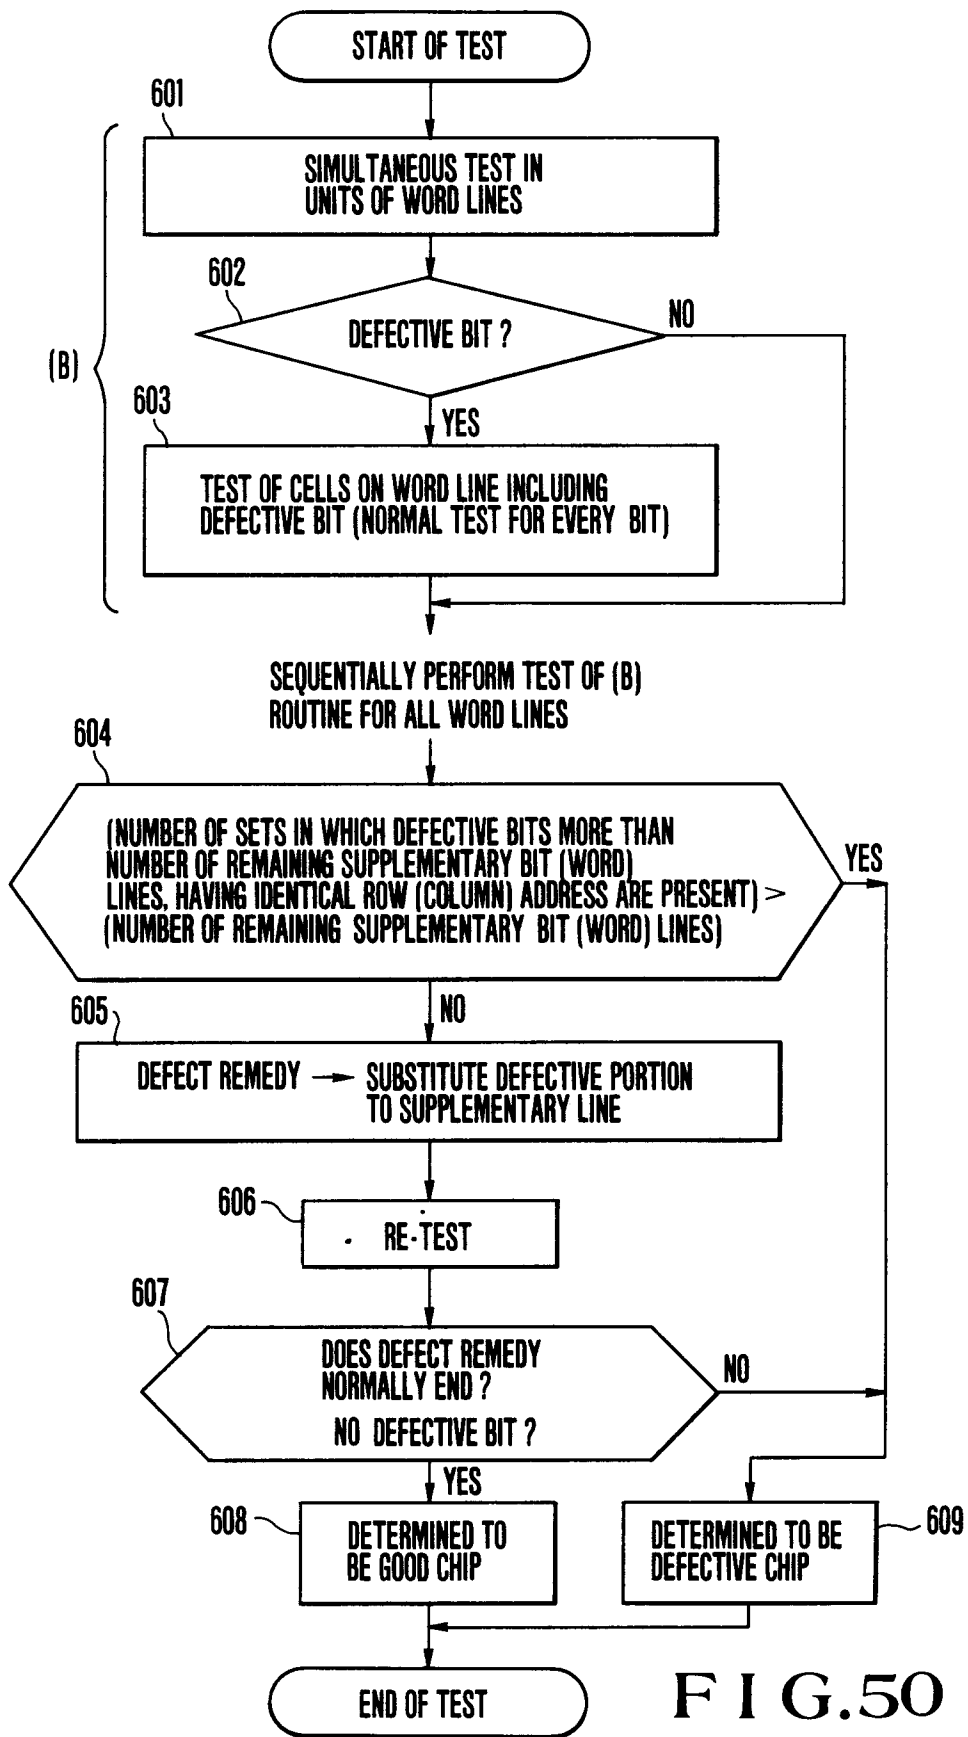 START OF TEST
601
SIMULTANEOUS TEST IN
UNITS OF WORD LINES
602
DEFECTIVE BIT ?
NO
(B)
603
YES
TEST OF CELLS ON WORD LINE INCLUDING
DEFECTIVE BIT (NORMAL TEST FOR EVERY BIT)
SEQUENTIALLY PERFORM TEST OF (B)
ROUTINE FOR ALL WORD LINES
604
(NUMBER OF SETS IN WHICH DEFECTIVE BITS MORE THAN
NUMBER OF REMAINING SUPPLEMENTARY BIT (WORD)
LINES, HAVING IDENTICAL ROW (COLUMN) ADDRESS ARE PRESENT) >
(NUMBER OF REMAINING SUPPLEMENTARY BIT (WORD) LINES)
YES
NO
605
DEFECT REMEDY → SUBSTITUTE DEFECTIVE PORTION
TO SUPPLEMENTARY LINE
606
RE-TEST
607
DOES DEFECT REMEDY
NORMALLY END ?
NO DEFECTIVE BIT ?
NO
YES
608
DETERMINED TO
BE GOOD CHIP
DETERMINED TO BE
DEFECTIVE CHIP
609
END OF TEST
FIG.50